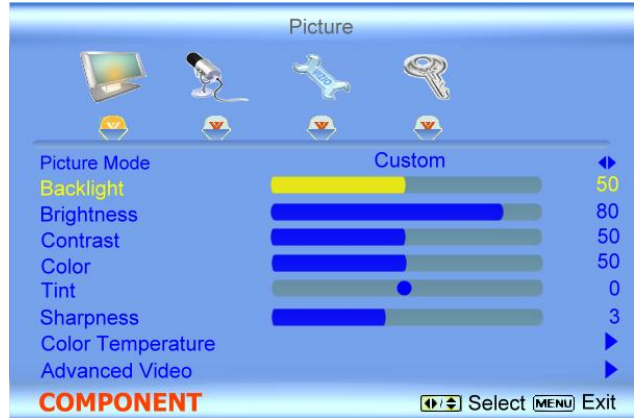 Picture
VIZIO
Picture Mode Custom
Backlight 50
Brightness 80
Contrast 50
Color 50
Tint 0
Sharpness 3
Color Temperature
Advanced Video
COMPONENT Select MENU Exit